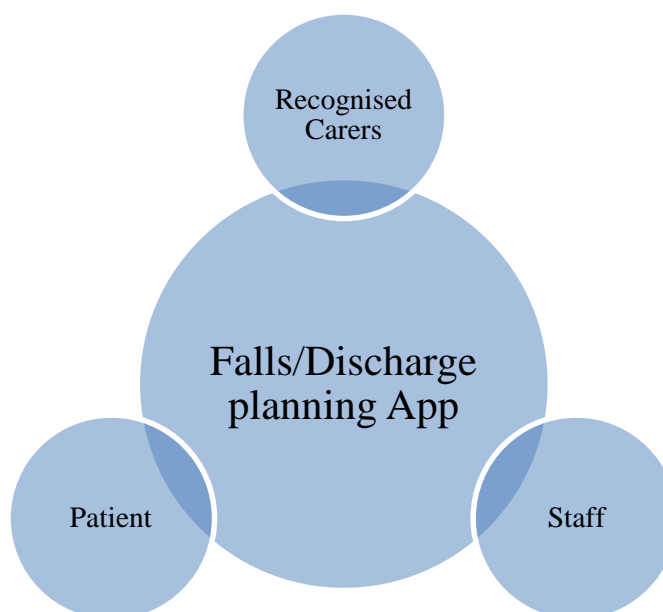 Recognised
Carers
Falls/Discharge
planning App
Patient
Staff